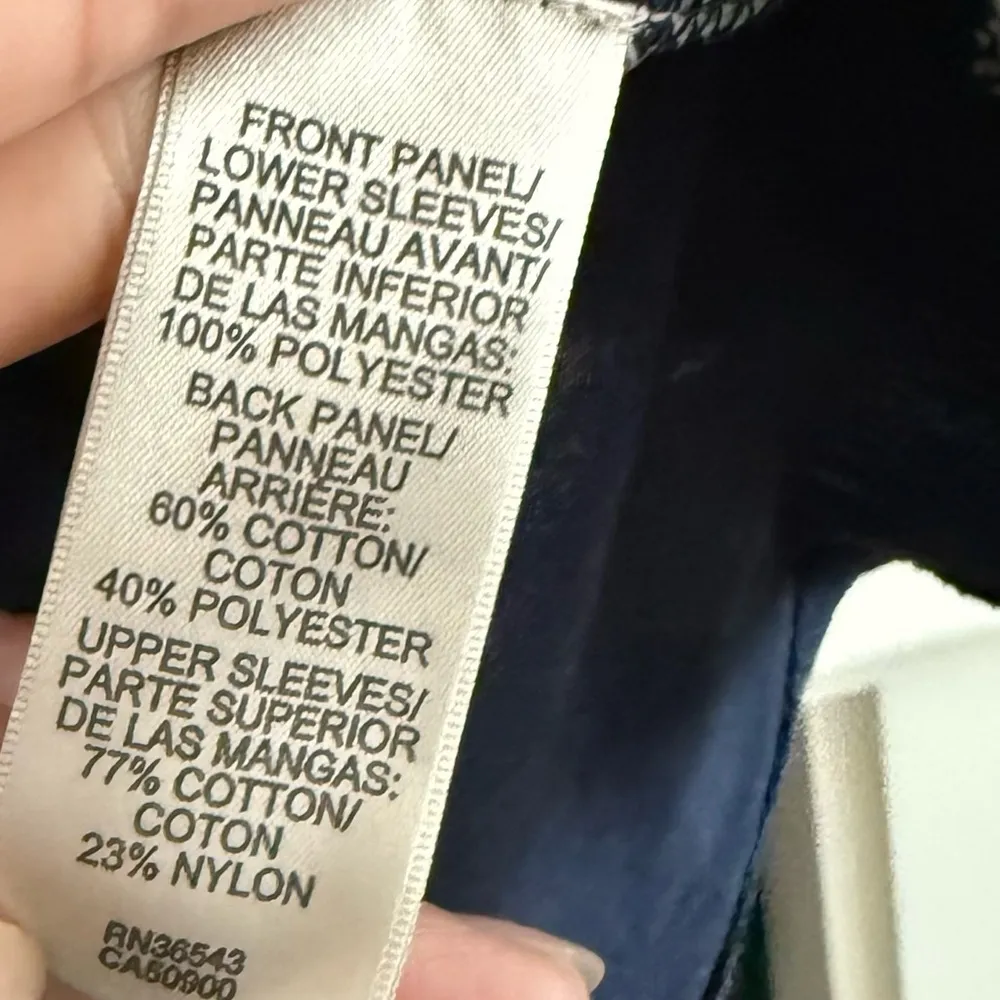 FRONT PANEL/
LOWER SLEEVES/
PANNEAU AVANT/
PARTE INFERIOR
DE LAS MANGAS:
100% POLYESTER
BACK PANEL/
PANNEAU
ARRIÈRE:
60% COTTON/
COTON
40% POLYESTER
UPPER SLEEVES/
PARTE SUPERIOR
DE LAS MANGAS:
77% COTTON/
COTON
23% NYLON
RN36543
CA50900